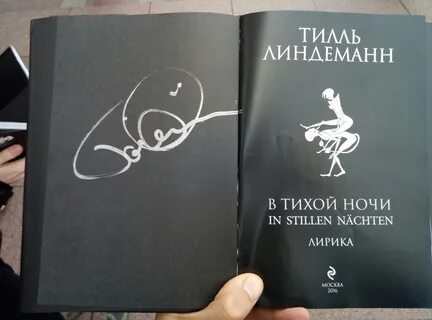 ТИЛЛЬ
ЛИНДЕМАНН
В ТИХОЙ НОЧИ
IN STILLEN NÄCHTEN
ЛИРИКА
МОСКВА
2016